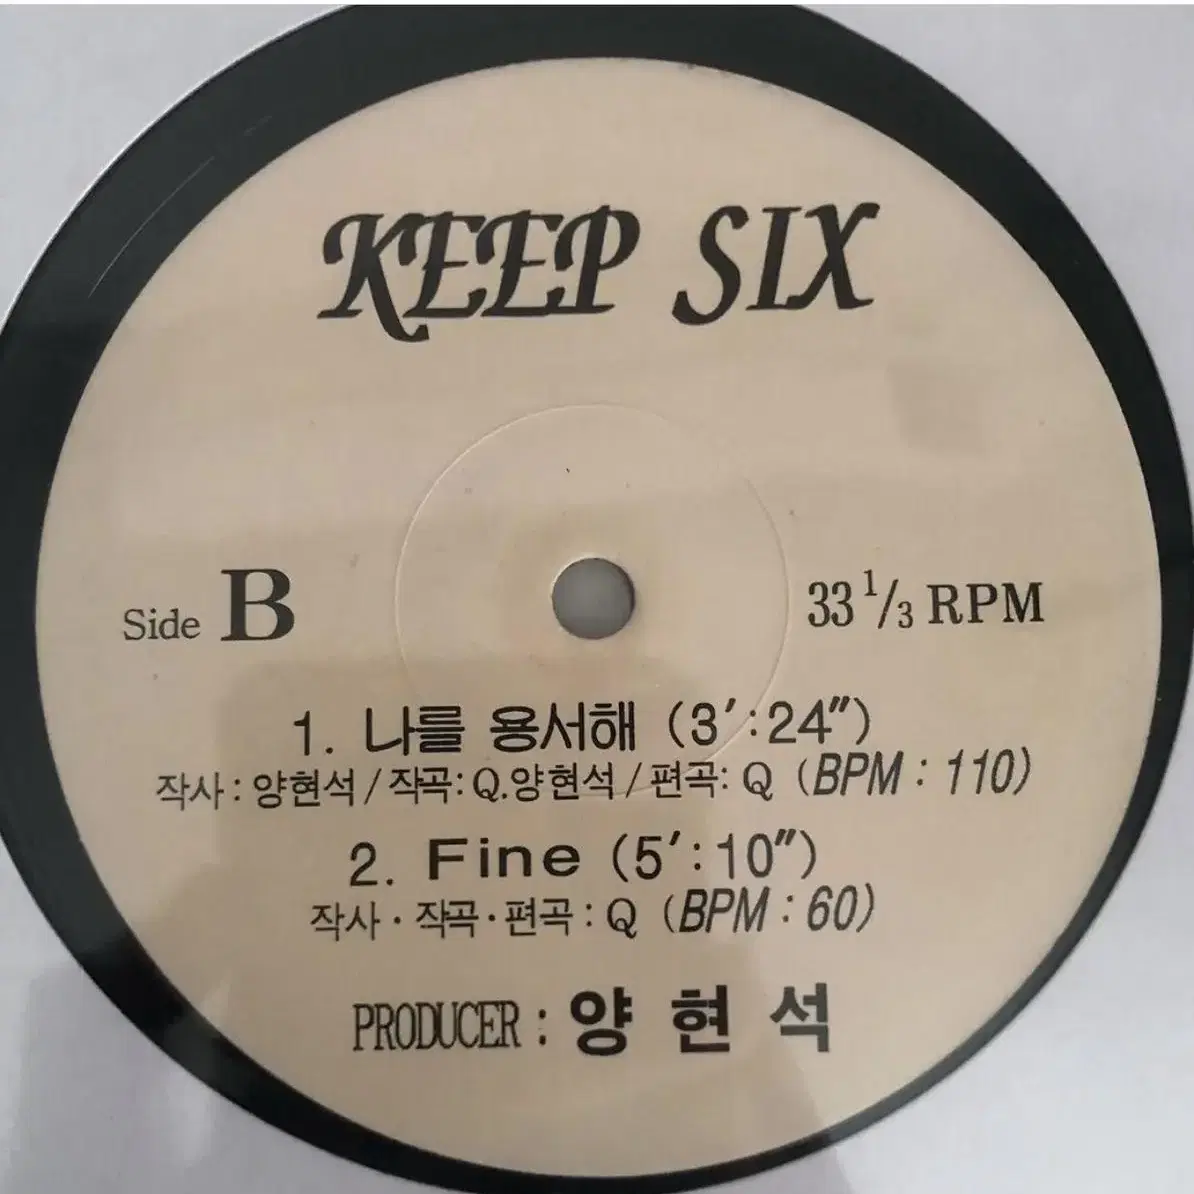 KEEP SIX
Side B
33 1/3 RPM
1. 나를 용서해 (3′:24″)
작사 : 양현석 / 작곡: Q.양현석 / 편곡: Q (BPM : 110)
2. Fine (5′:10″)
작사 · 작곡 · 편곡 : Q (BPM : 60)
PRODUCER : 양 현 석